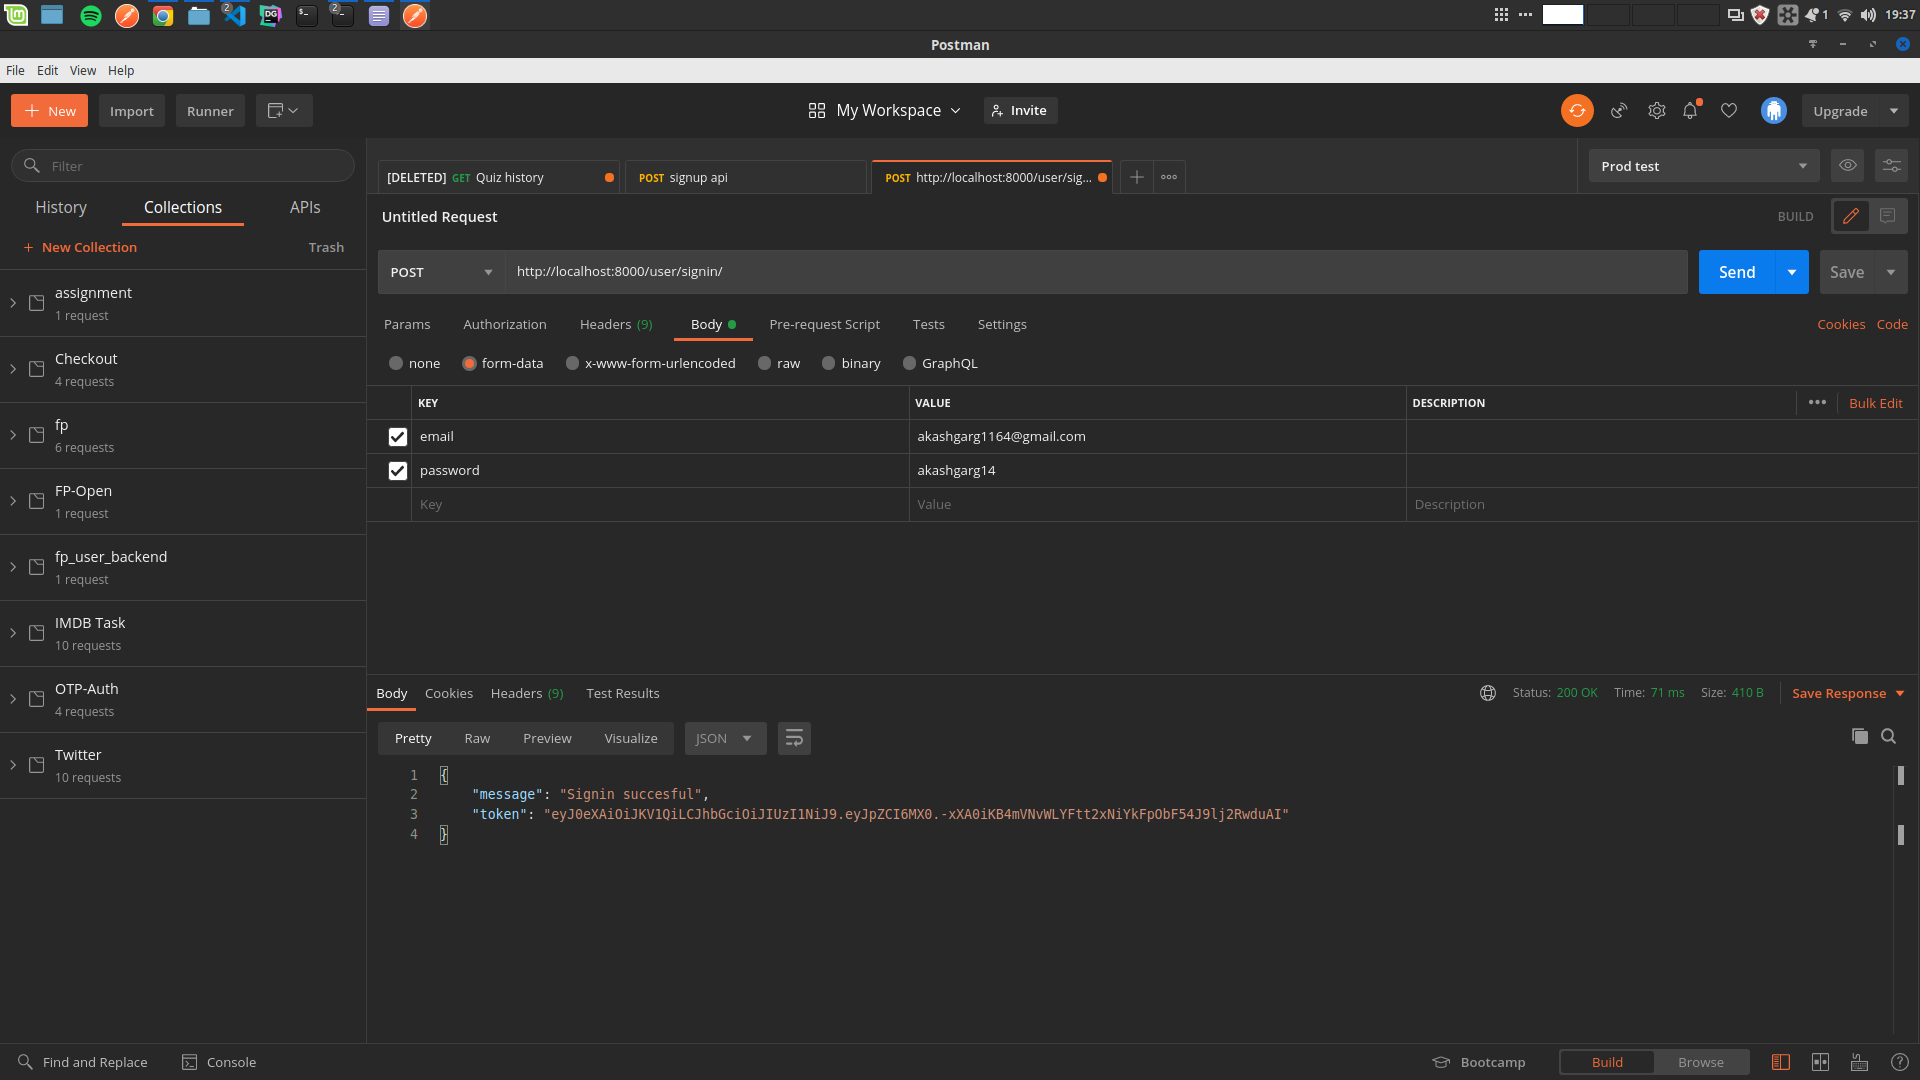 2
DG
2
1
19:37
Postman
File Edit View Help
New
Import
Runner
My Workspace
Invite
Upgrade
Filter
[DELETED] GET Quiz history
POST signup api
POST http://localhost:8000/user/sig...
Prod test
History
Collections
APIs
Untitled Request
BUILD
+ New Collection
Trash
POST
http://localhost:8000/user/signin/
Send
Save
assignment
1 request
Checkout
4 requests
fp
6 requests
FP-Open
1 request
fp_user_backend
1 request
IMDB Task
10 requests
OTP-Auth
4 requests
Twitter
10 requests
Params
Authorization
Headers (9)
Body
Pre-request Script
Tests
Settings
Cookies
Code
none
form-data
x-www-form-urlencoded
raw
binary
GraphQL
KEY
VALUE
DESCRIPTION
Bulk Edit
email
akashgarg1164@gmail.com
password
akashgarg14
Key
Value
Description
Body
Cookies
Headers (9)
Test Results
Status: 200 OK
Time: 71 ms
Size: 410 B
Save Response
Pretty
Raw
Preview
Visualize
JSON
1 {
2 "message": "Signin succesful",
3 "token": "eyJ0eXAiOiJKV1QiLCJhbGciOiJIUzI1NiJ9.eyJpZCI6MX0.-xXA0iKB4mVNvWLYFtt2xNiYkFpObF54J9lj2RwduAI"
4 }
Find and Replace
Console
Bootcamp
Build
Browse